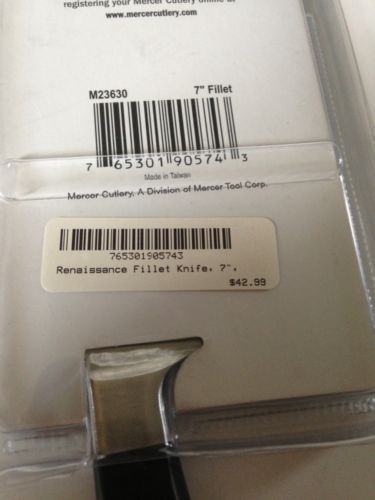 registering your Mercer Cutlery online at
www.mercercutlery.com
M23630 7" Fillet
7 65301 90574 3
Made in Taiwan
Mercer Cutlery, A Division of Mercer Tool Corp.
765301905743
Renaissance Fillet Knife, 7",
$42.99